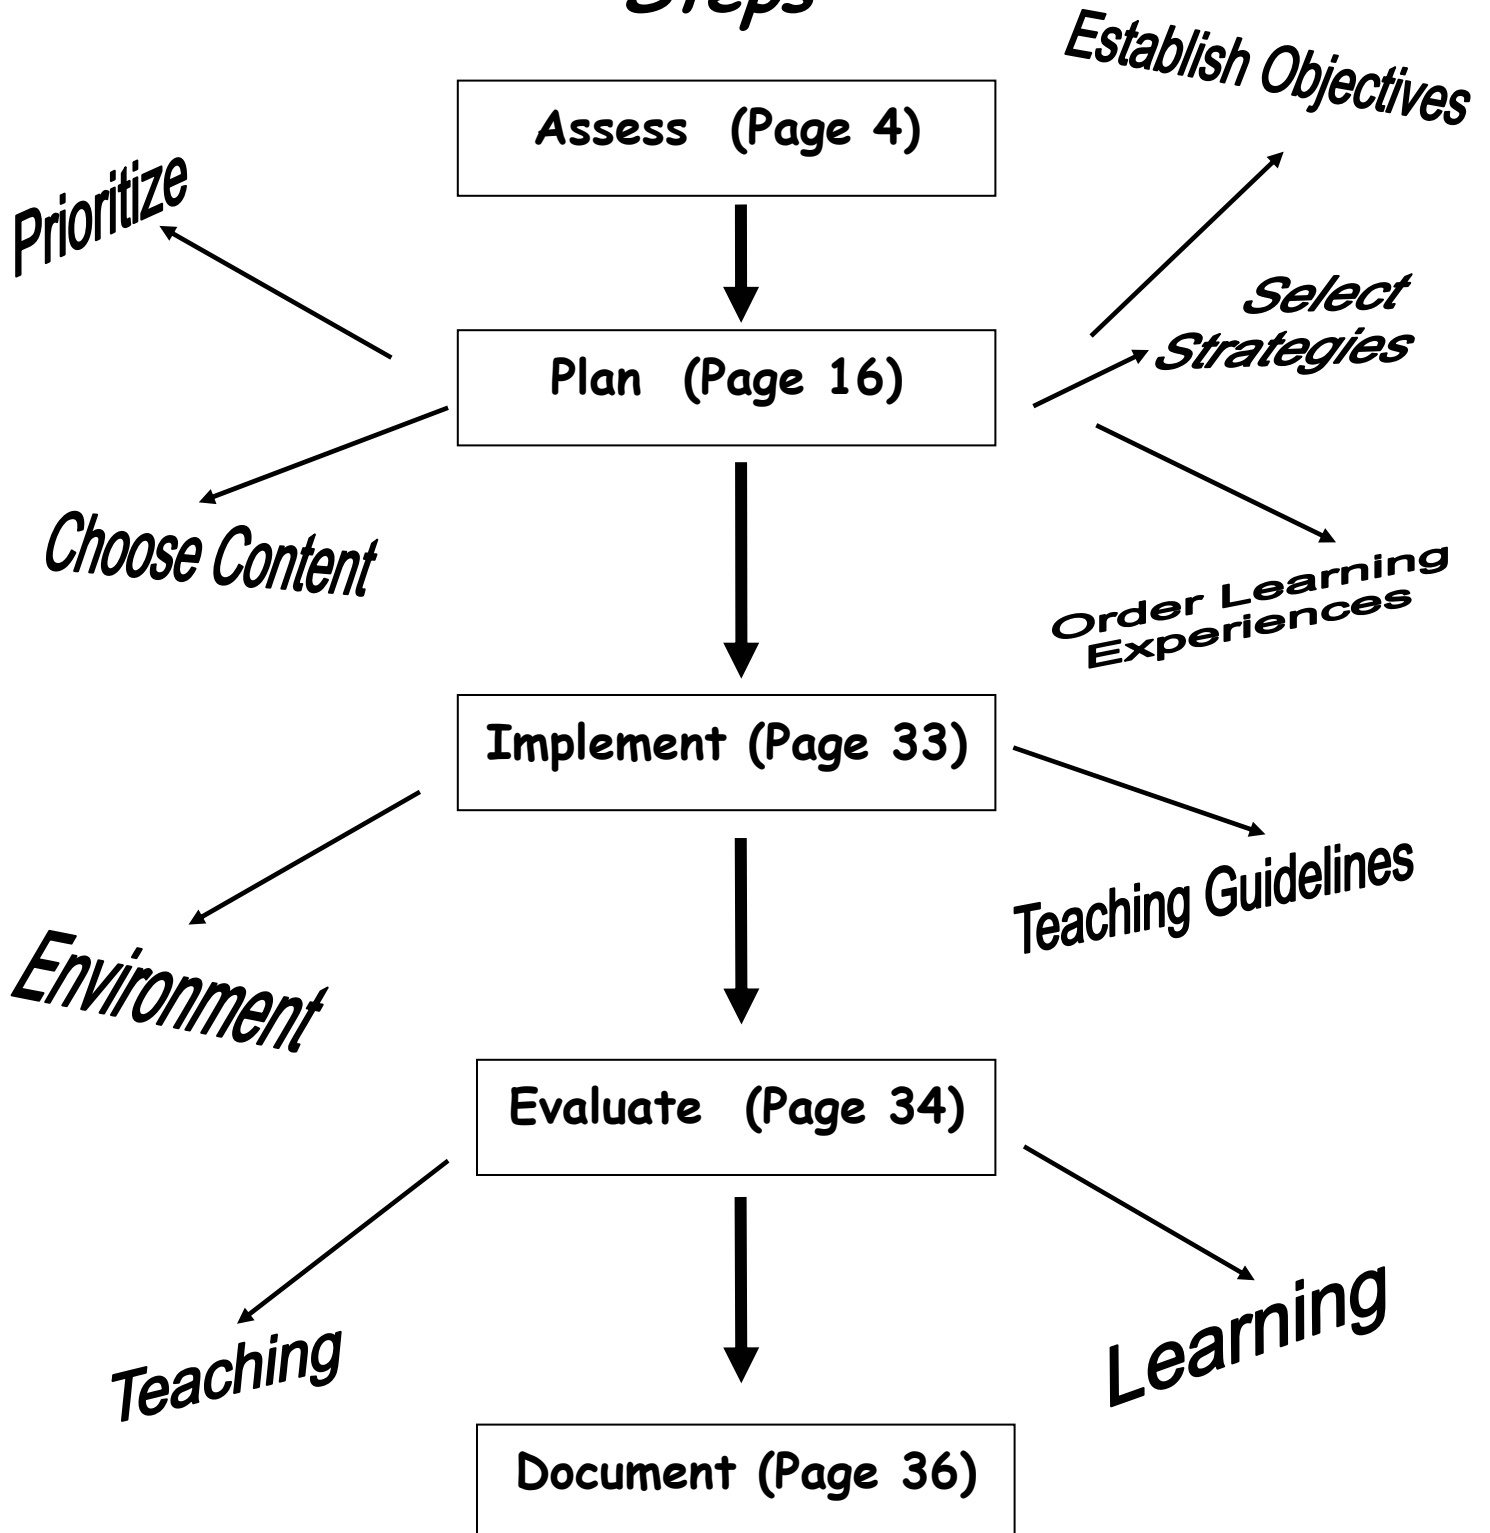 Steps
Establish Objectives
Assess (Page 4)
Prioritize
Select
Strategies
Plan (Page 16)
Choose Content
Order Learning
Experiences
Implement (Page 33)
Teaching Guidelines
Environment
Evaluate (Page 34)
Teaching
Learning
Document (Page 36)